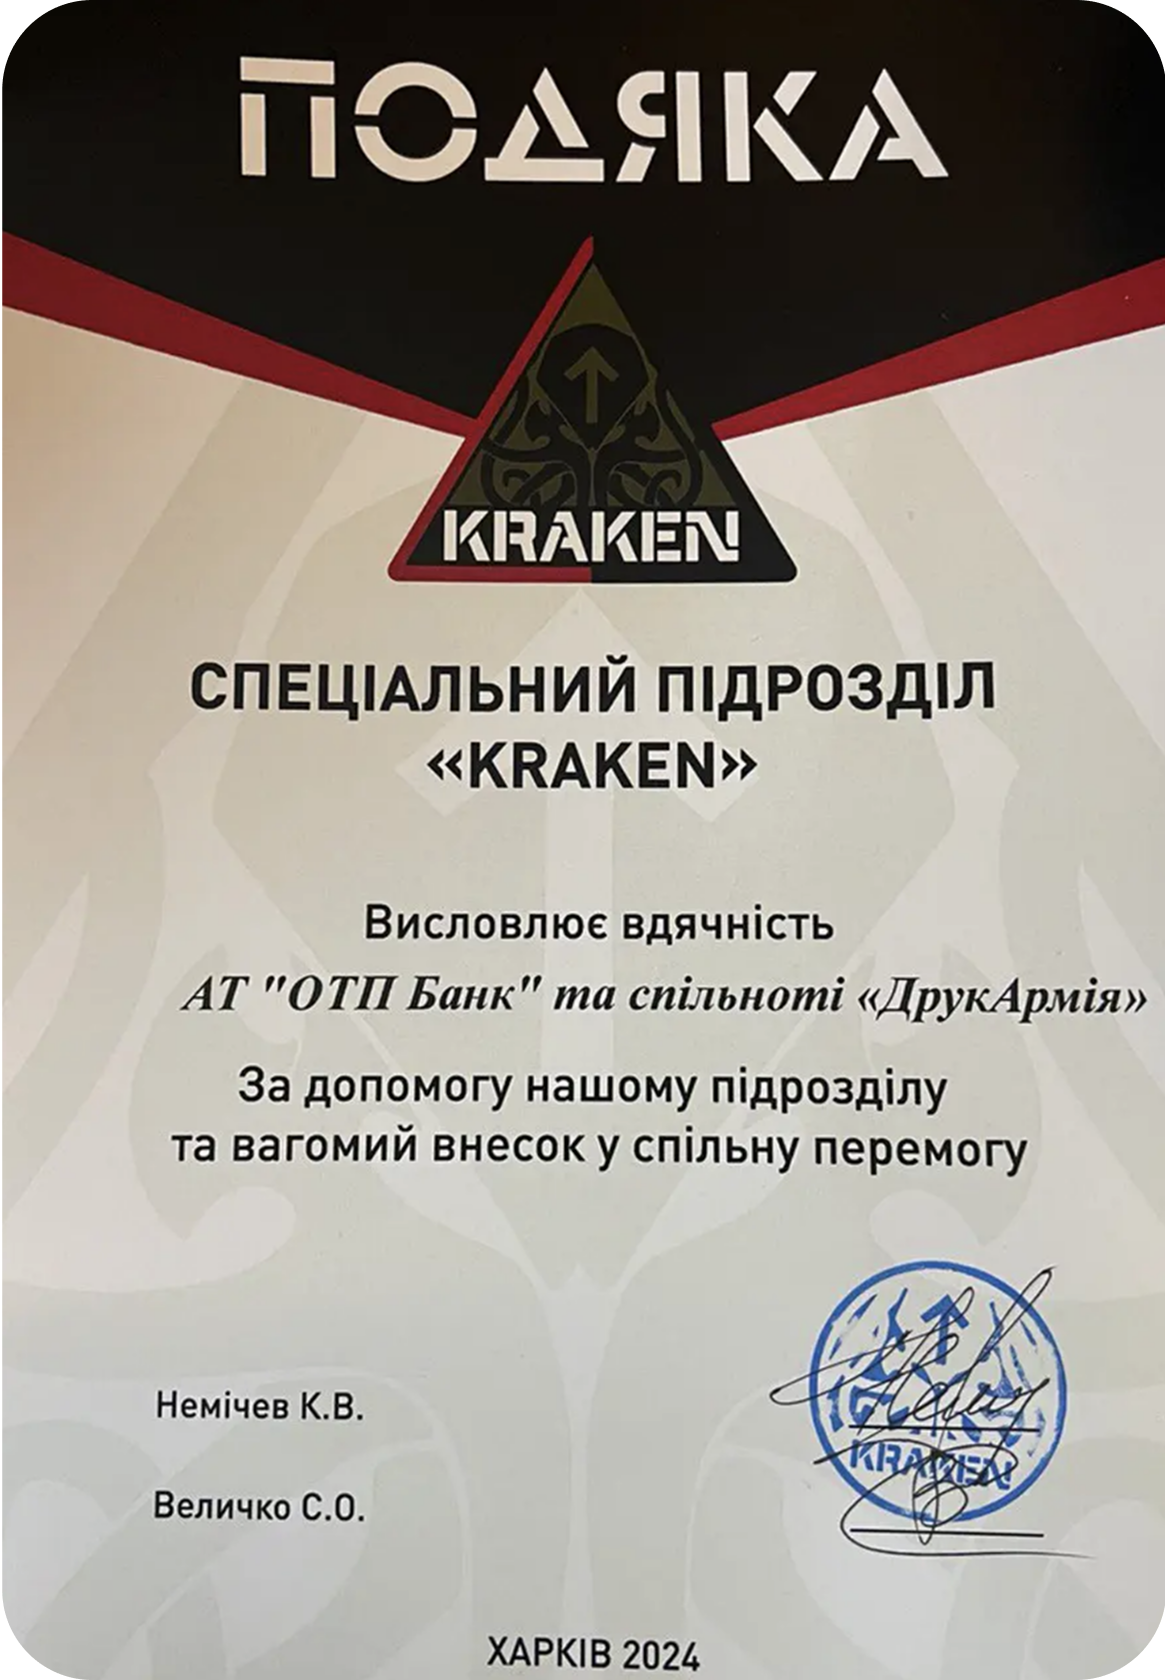 ПОДЯКА
KRAKEN
СПЕЦІАЛЬНИЙ ПІДРОЗДІЛ
«KRAKEN»
Висловлює вдячність
АТ "ОТП Банк" та спільноті «ДрукАрмія»
За допомогу нашому підрозділу
та вагомий внесок у спільну перемогу
Немічев К.В.
Величко С.О.
KRAKEN
ХАРКІВ 2024